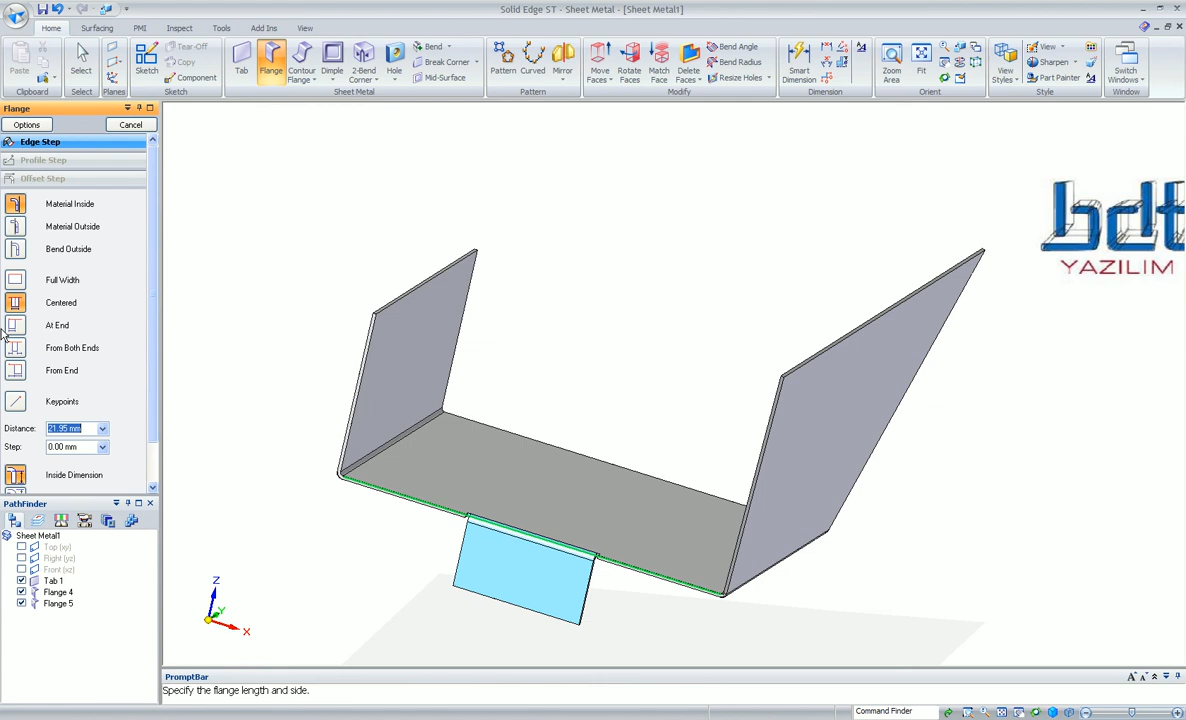 Solid Edge ST - Sheet Metal - [Sheet Metal1]
Home Surfacing PMI Inspect Tools Add Ins View
Paste
Tear-Off
Copy
Component
Select
Sketch
Tab
Flange
Contour Flange
Dimple
2-Bend Corner
Hole
Bend
Break Corner
Mid-Surface
Pattern
Curved
Mirror
Move Faces
Rotate Faces
Match Face
Delete Faces
Bend Angle
Bend Radius
Resize Holes
Smart Dimension
Zoom Area
Fit
View Styles
View
Sharpen
Part Painter
Switch Windows
Clipboard Select Planes Sketch Sheet Metal Pattern Modify Dimension Orient Style Window
Flange
Options Cancel
Edge Step
Profile Step
Offset Step
Material Inside
Material Outside
Bend Outside
Full Width
Centered
At End
From Both Ends
From End
Keypoints
Distance: 21.95 mm
Step: 0.00 mm
Inside Dimension
PathFinder
Sheet Metal1
Top (xy)
Right (yz)
Front (xz)
Tab 1
Flange 4
Flange 5
bdt
YAZILIM
Z
Y
X
PromptBar
Specify the flange length and side.
Command Finder